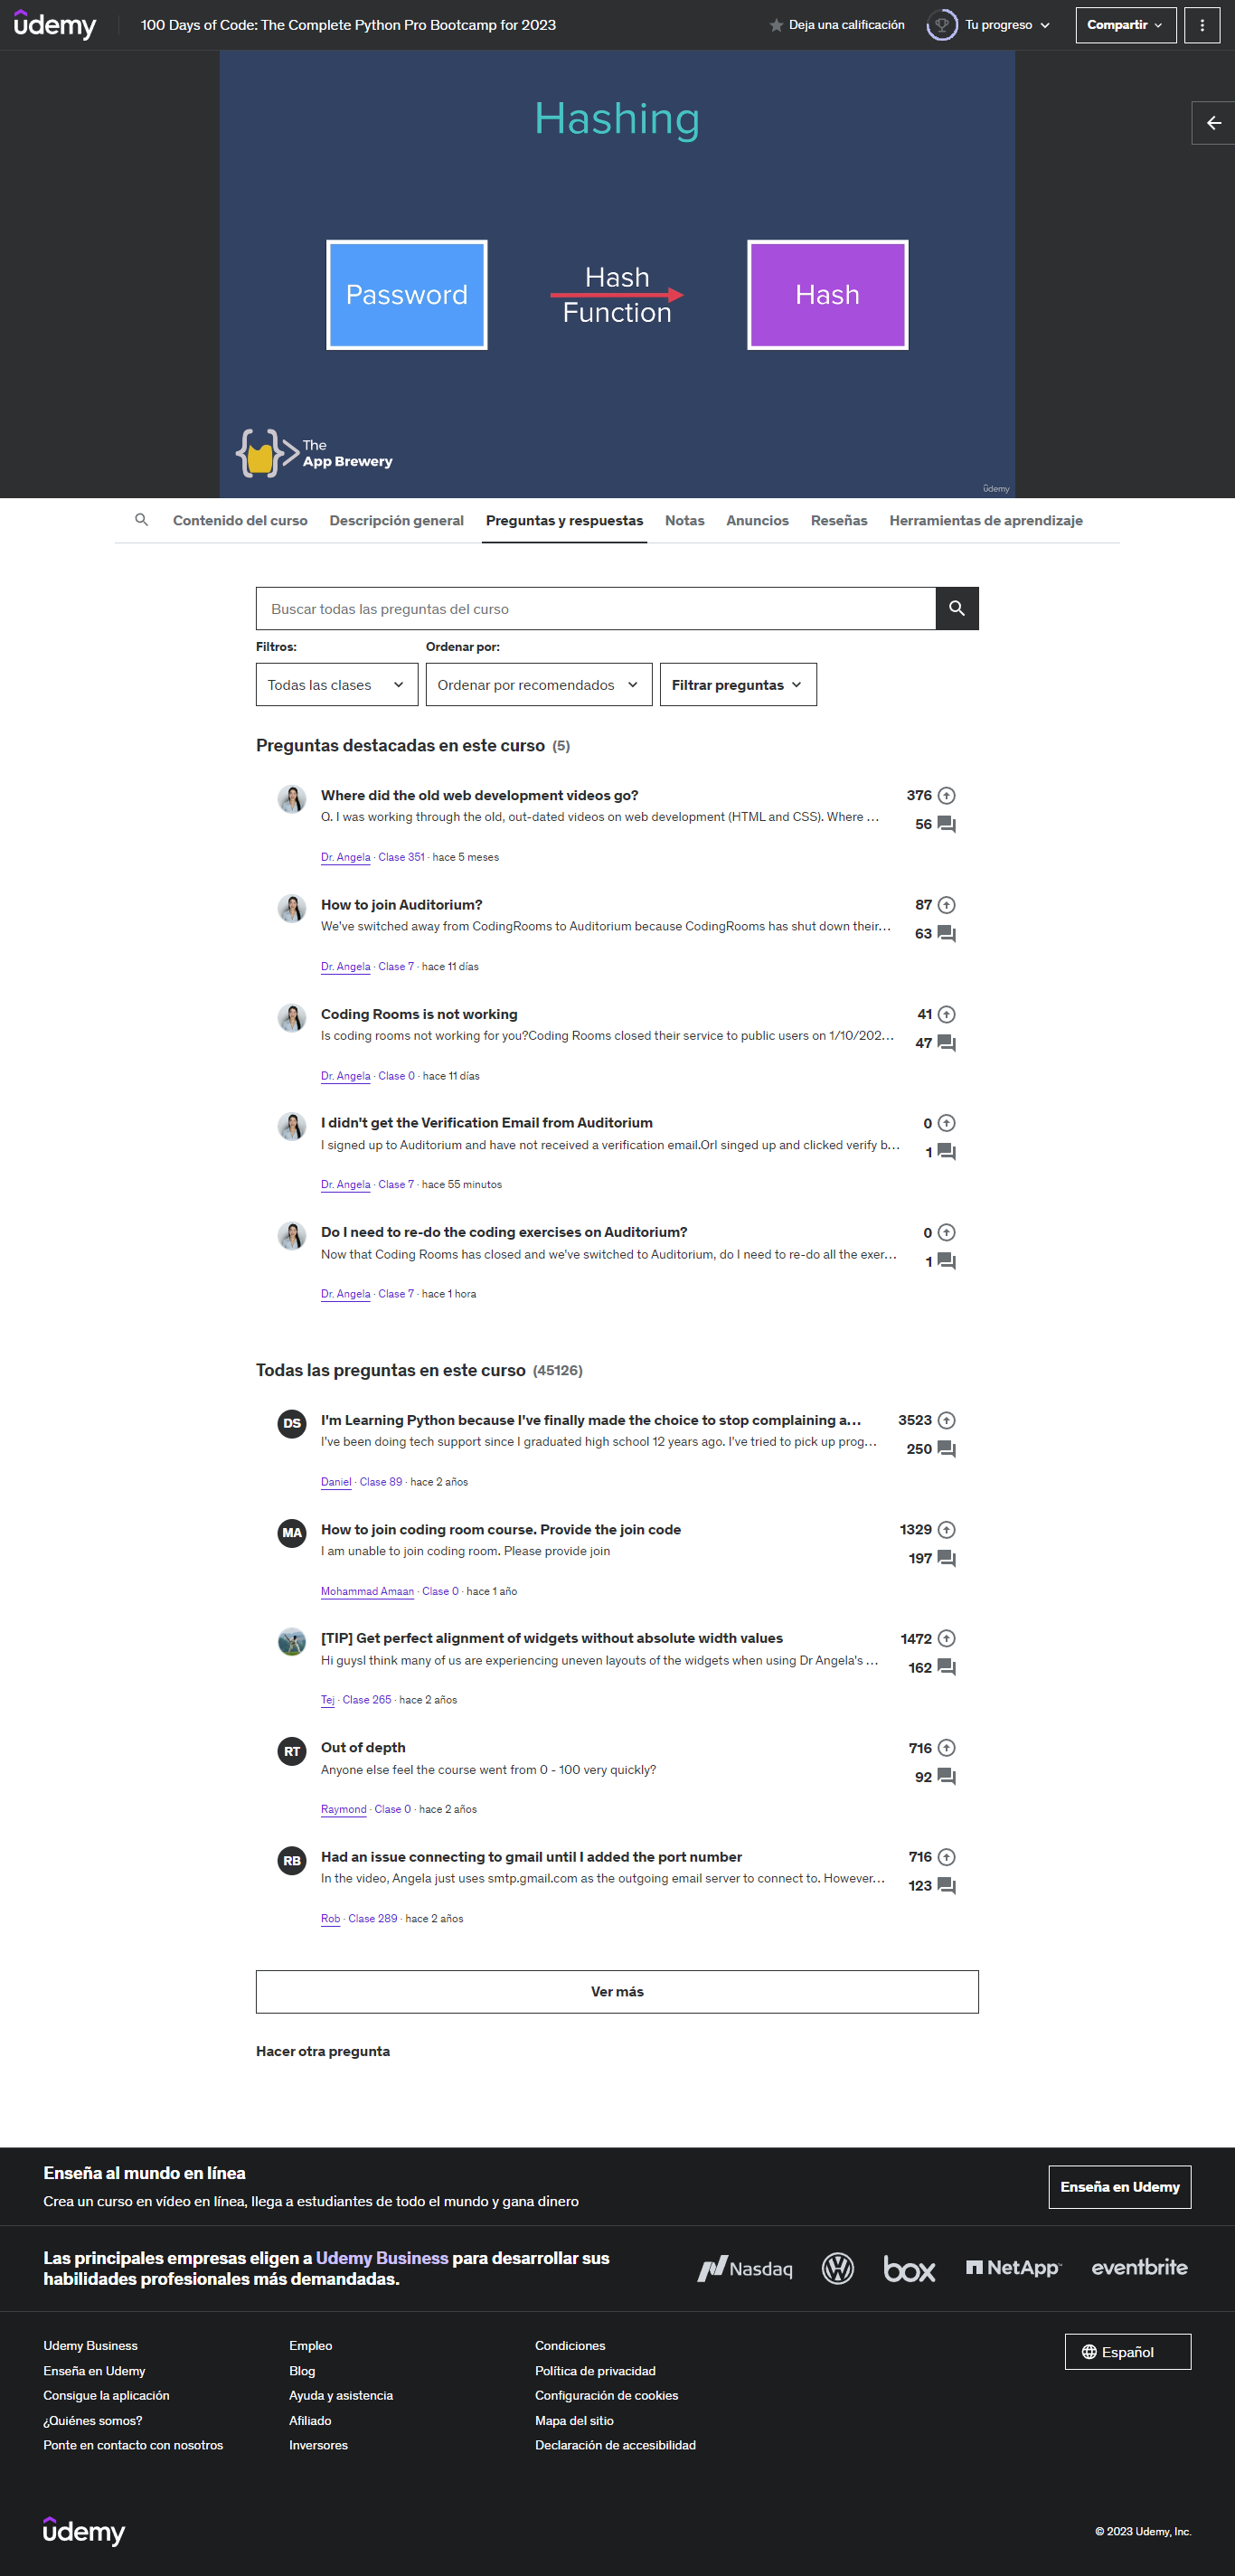 udemy
100 Days of Code: The Complete Python Pro Bootcamp for 2023
Deja una calificación
Tu progreso
Compartir
Hashing
Password
Hash
Function
Hash
The
App Brewery
udemy
Contenido del curso
Descripción general
Preguntas y respuestas
Notas
Anuncios
Reseñas
Herramientas de aprendizaje
Buscar todas las preguntas del curso
Filtros:
Ordenar por:
Todas las clases
Ordenar por recomendados
Filtrar preguntas
Preguntas destacadas en este curso (5)
Where did the old web development videos go?
376
Q. I was working through the old, out-dated videos on web development (HTML and CSS). Where ...
56
Dr. Angela · Clase 351 · hace 5 meses
How to join Auditorium?
87
We've switched away from CodingRooms to Auditorium because CodingRooms has shut down their...
63
Dr. Angela · Clase 7 · hace 11 días
Coding Rooms is not working
41
Is coding rooms not working for you?Coding Rooms closed their service to public users on 1/10/202...
47
Dr. Angela · Clase 0 · hace 11 días
I didn't get the Verification Email from Auditorium
0
I signed up to Auditorium and have not received a verification email.OrI singed up and clicked verify b...
1
Dr. Angela · Clase 7 · hace 55 minutos
Do I need to re-do the coding exercises on Auditorium?
0
Now that Coding Rooms has closed and we've switched to Auditorium, do I need to re-do all the exer...
1
Dr. Angela · Clase 7 · hace 1 hora
Todas las preguntas en este curso (45126)
DS
I'm Learning Python because I've finally made the choice to stop complaining a...
3523
I've been doing tech support since I graduated high school 12 years ago. I've tried to pick up prog...
250
Daniel · Clase 89 · hace 2 años
MA
How to join coding room course. Provide the join code
1329
I am unable to join coding room. Please provide join
197
Mohammad Amaan · Clase 0 · hace 1 año
[TIP] Get perfect alignment of widgets without absolute width values
1472
Hi guysI think many of us are experiencing uneven layouts of the widgets when using Dr Angela's ...
162
Tej · Clase 265 · hace 2 años
RT
Out of depth
716
Anyone else feel the course went from 0 - 100 very quickly?
92
Raymond · Clase 0 · hace 2 años
RB
Had an issue connecting to gmail until I added the port number
716
In the video, Angela just uses smtp.gmail.com as the outgoing email server to connect to. However...
123
Rob · Clase 289 · hace 2 años
Ver más
Hacer otra pregunta
Enseña al mundo en línea
Crea un curso en vídeo en línea, llega a estudiantes de todo el mundo y gana dinero
Enseña en Udemy
Las principales empresas eligen a Udemy Business para desarrollar sus
habilidades profesionales más demandadas.
Nasdaq
box
NetApp
eventbrite
Udemy Business
Enseña en Udemy
Consigue la aplicación
¿Quiénes somos?
Ponte en contacto con nosotros
Empleo
Blog
Ayuda y asistencia
Afiliado
Inversores
Condiciones
Política de privacidad
Configuración de cookies
Mapa del sitio
Declaración de accesibilidad
Español
udemy
© 2023 Udemy, Inc.